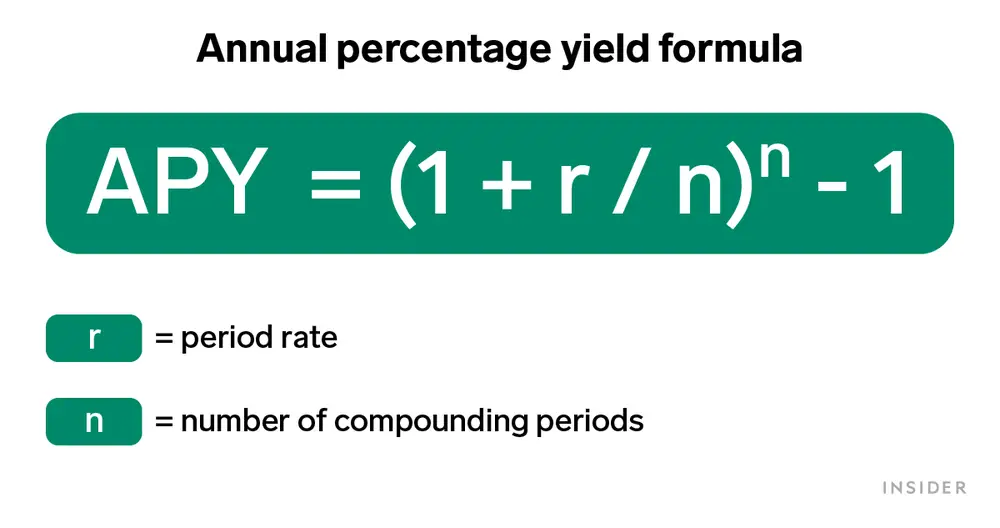 Annual percentage yield formula
APY = (1 + r / n)ⁿ - 1
r = period rate
n = number of compounding periods
INSIDER